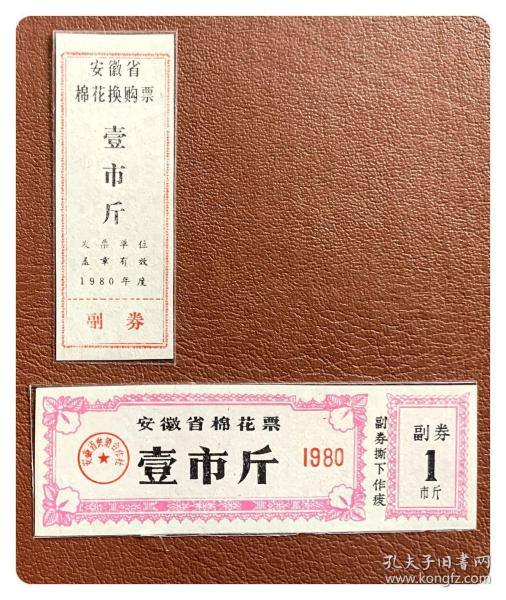 安徽省
棉花换购票
壹市斤
发票单位
盖章有效
1980年度
副券
安徽省棉花票
壹市斤
1980
副券撕下作废
副券
1
市斤
孔夫子旧书网
www.kongfz.com